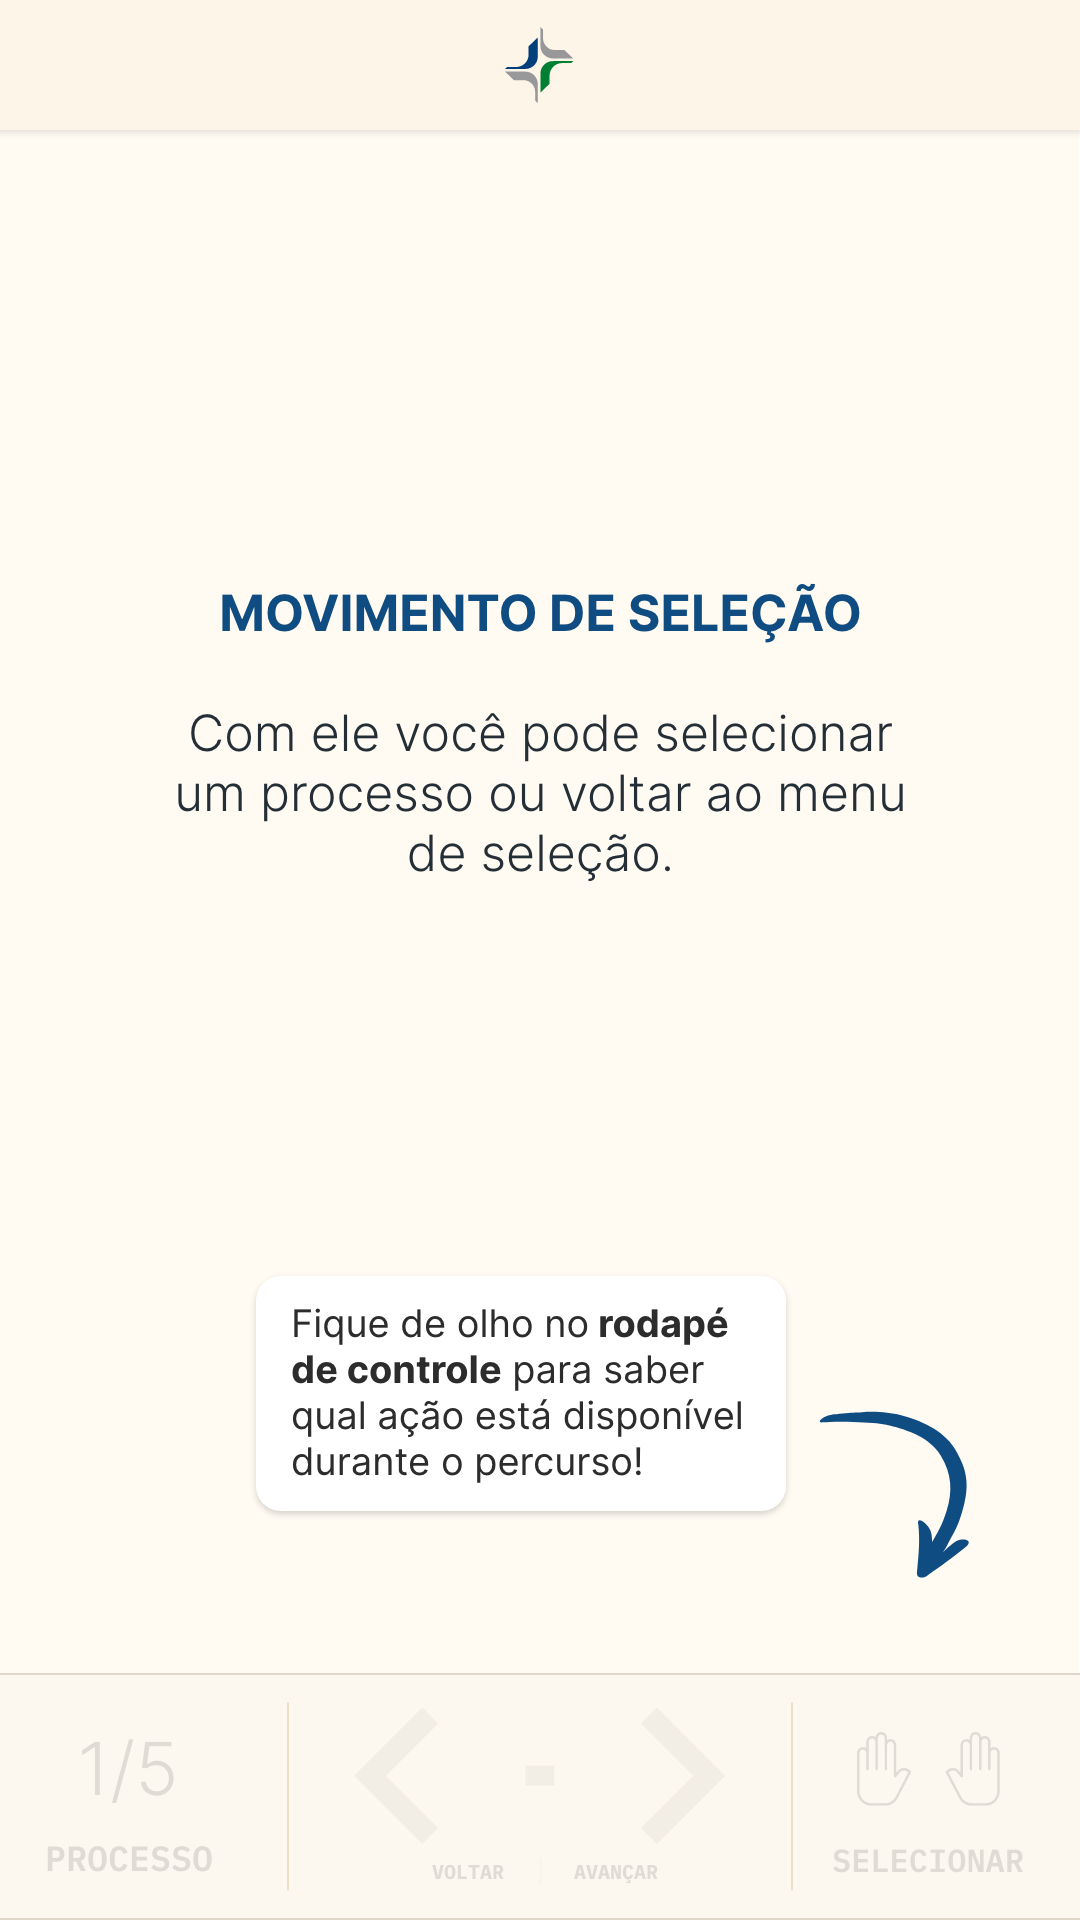 MOVIMENTO DE SELEÇÃO
Com ele você pode selecionar
um processo ou voltar ao menu
de seleção.
Fique de olho no rodapé
de controle para saber
qual ação está disponível
durante o percurso!
1/5
PROCESSO
VOLTAR
AVANÇAR
SELECIONAR